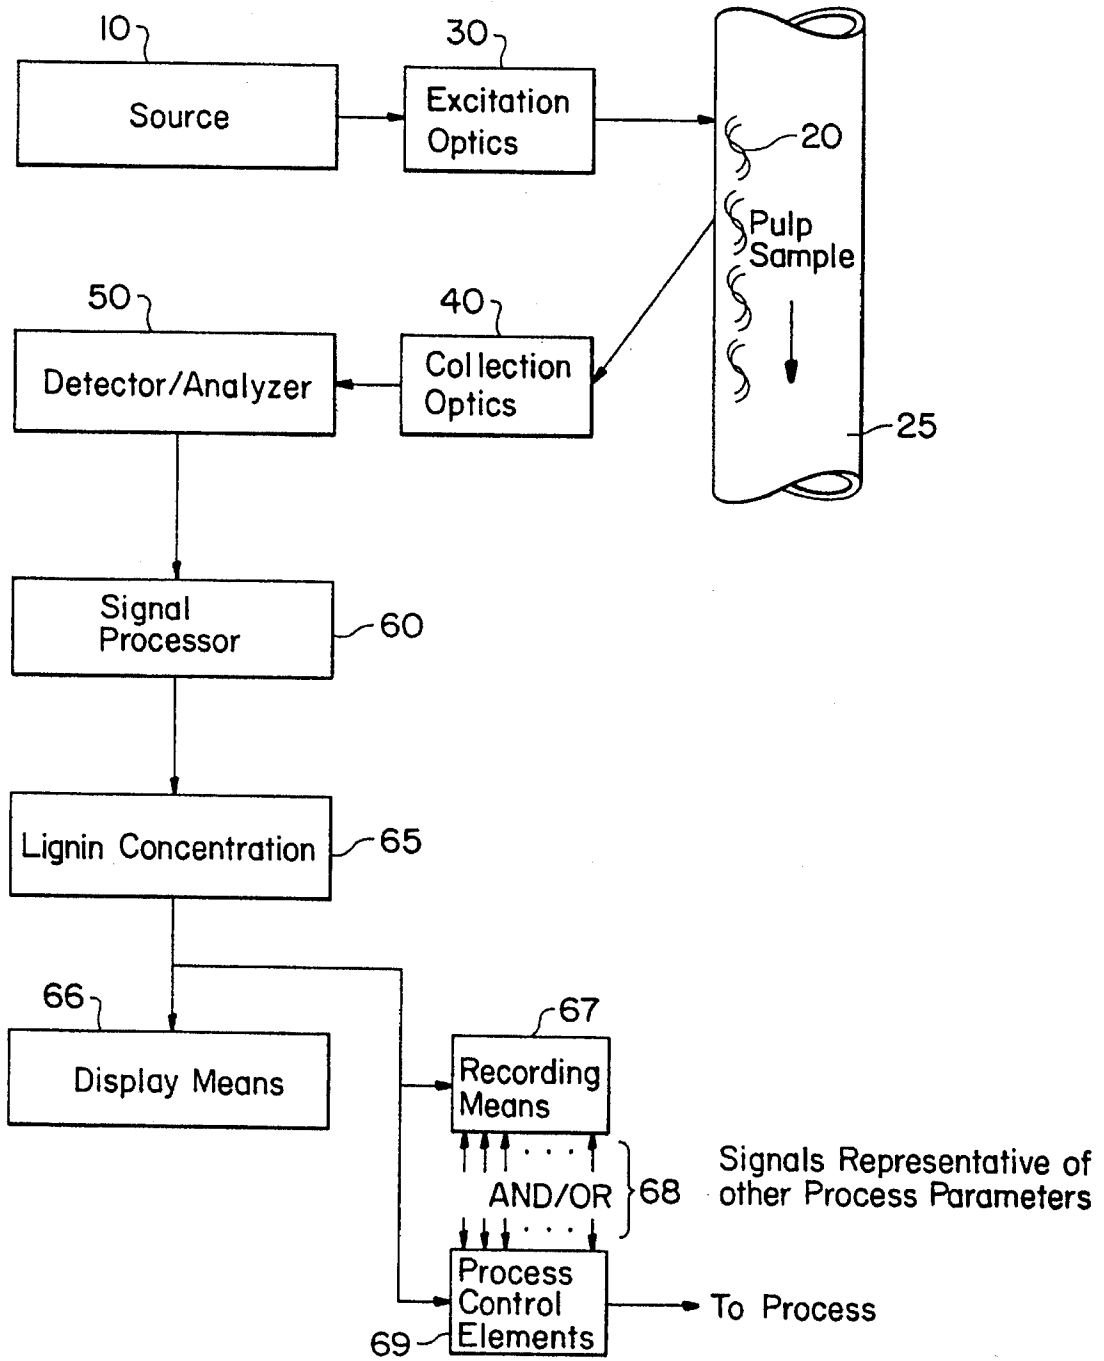 10
Source
30
Excitation
Optics
20
Pulp
Sample
50
Detector/Analyzer
40
Collection
Optics
25
Signal
Processor
60
Lignin Concentration
65
66
Display Means
67
Recording
Means
. . . .
AND/OR
. . . .
68
Signals Representative of
other Process Parameters
Process
Control
Elements
69
To Process